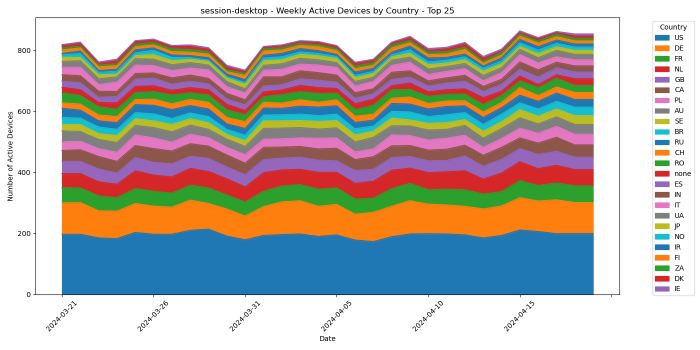 session-desktop - Weekly Active Devices by Country - Top 25
Number of Active Devices
800
600
400
200
0
2024-03-21
2024-03-26
2024-03-31
2024-04-05
2024-04-10
2024-04-15
Date
Country
US
DE
FR
NL
GB
CA
PL
AU
SE
BR
RU
CH
RO
none
ES
IN
IT
UA
JP
NO
IR
FI
ZA
DK
IE